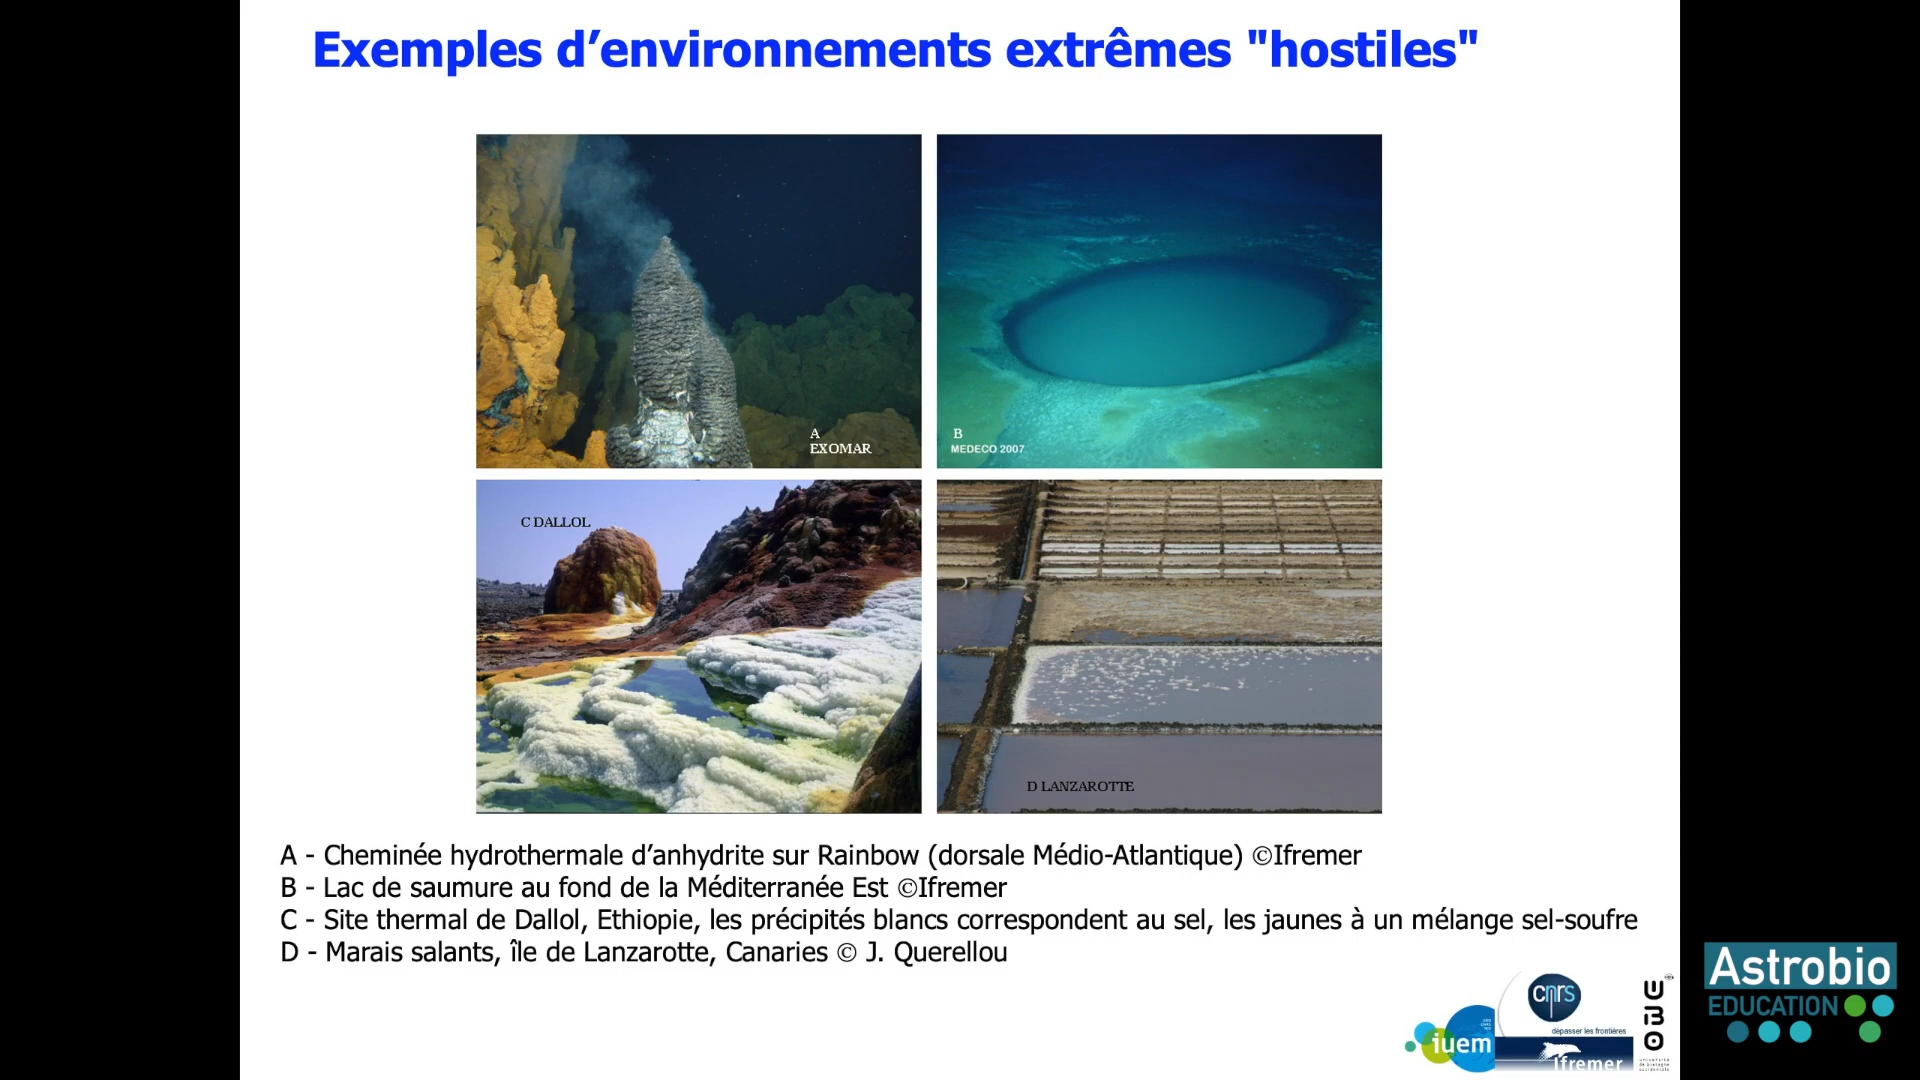 Exemples d’environnements extrêmes "hostiles"
A
EXOMAR
B
MEDECO 2007
C DALLOL
D LANZAROTTE
A - Cheminée hydrothermale d’anhydrite sur Rainbow (dorsale Médio-Atlantique) ©Ifremer
B - Lac de saumure au fond de la Méditerranée Est ©Ifremer
C - Site thermal de Dallol, Ethiopie, les précipités blancs correspondent au sel, les jaunes à un mélange sel-soufre
D - Marais salants, île de Lanzarotte, Canaries © J. Querellou
iuem
cnrs
dépasser les frontières
Ifremer
Astrobio
EDUCATION